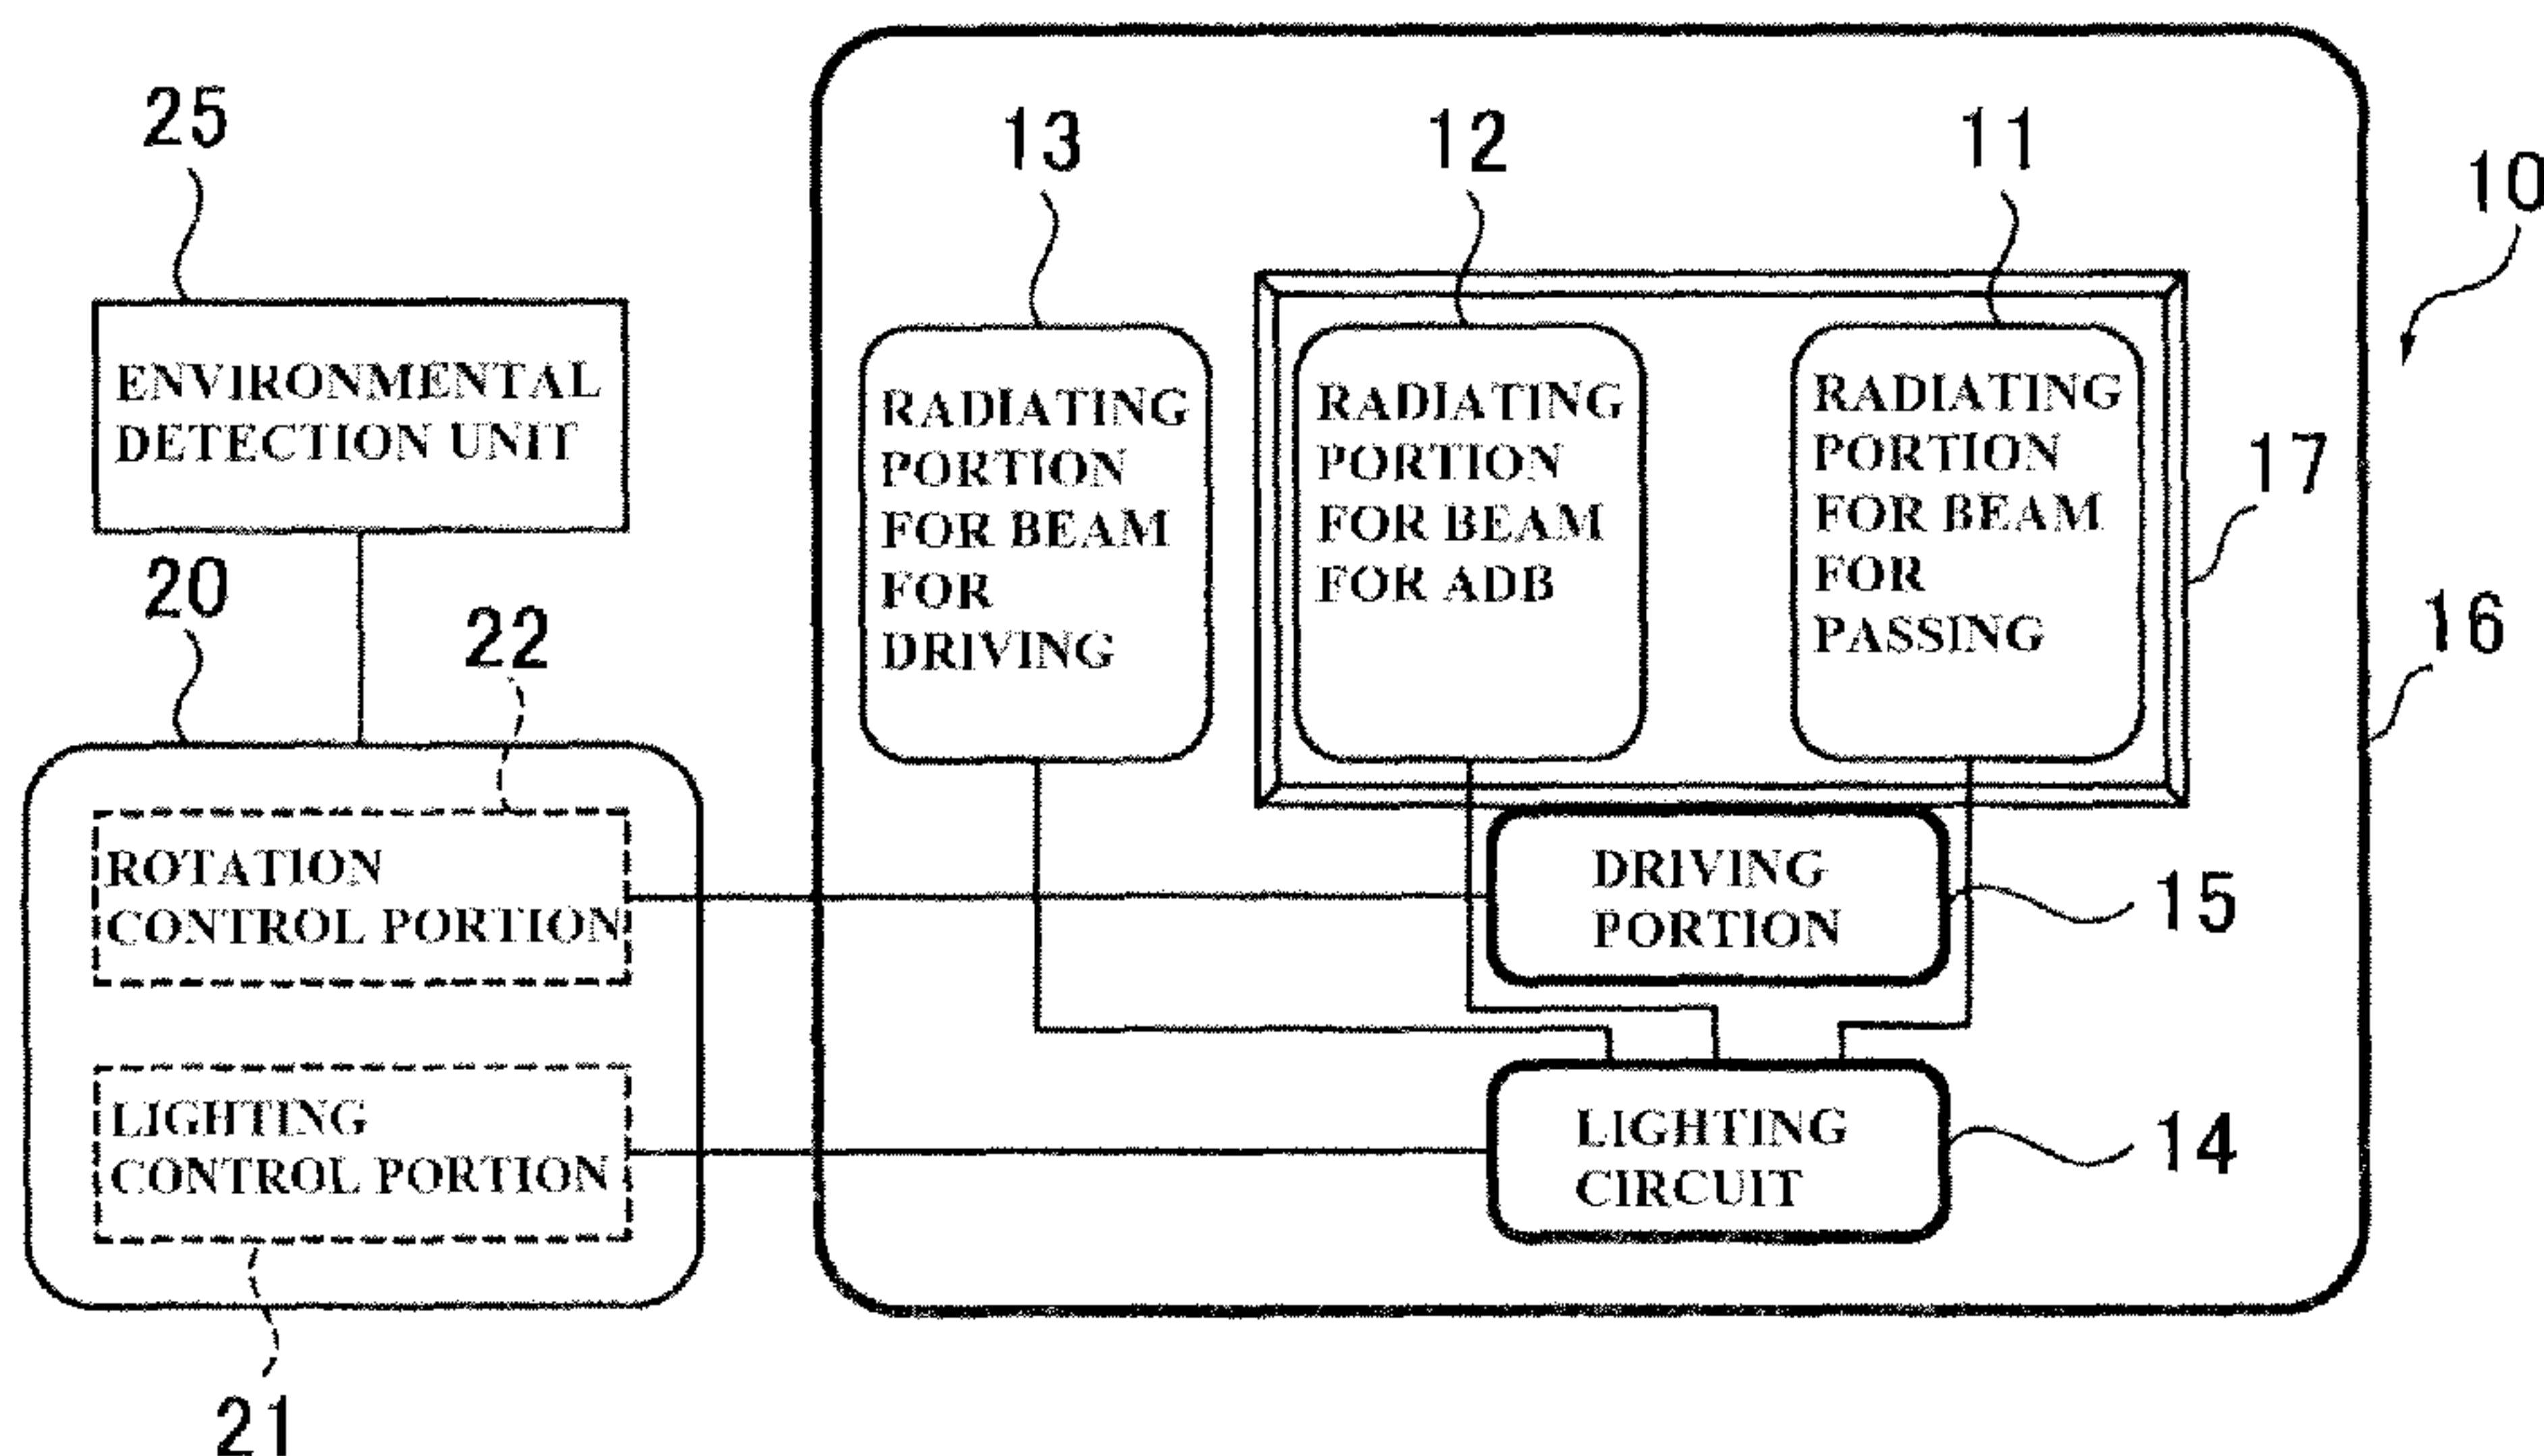 25
13
12
11
10
ENVIRONMENTAL
DETECTION UNIT
RADIATING
PORTION
FOR BEAM
FOR
DRIVING
RADIATING
PORTION
FOR BEAM
FOR ADB
RADIATING
PORTION
FOR BEAM
FOR
PASSING
17
16
20
22
ROTATION
CONTROL PORTION
DRIVING
PORTION
15
LIGHTING
CONTROL PORTION
LIGHTING
CIRCUIT
14
21